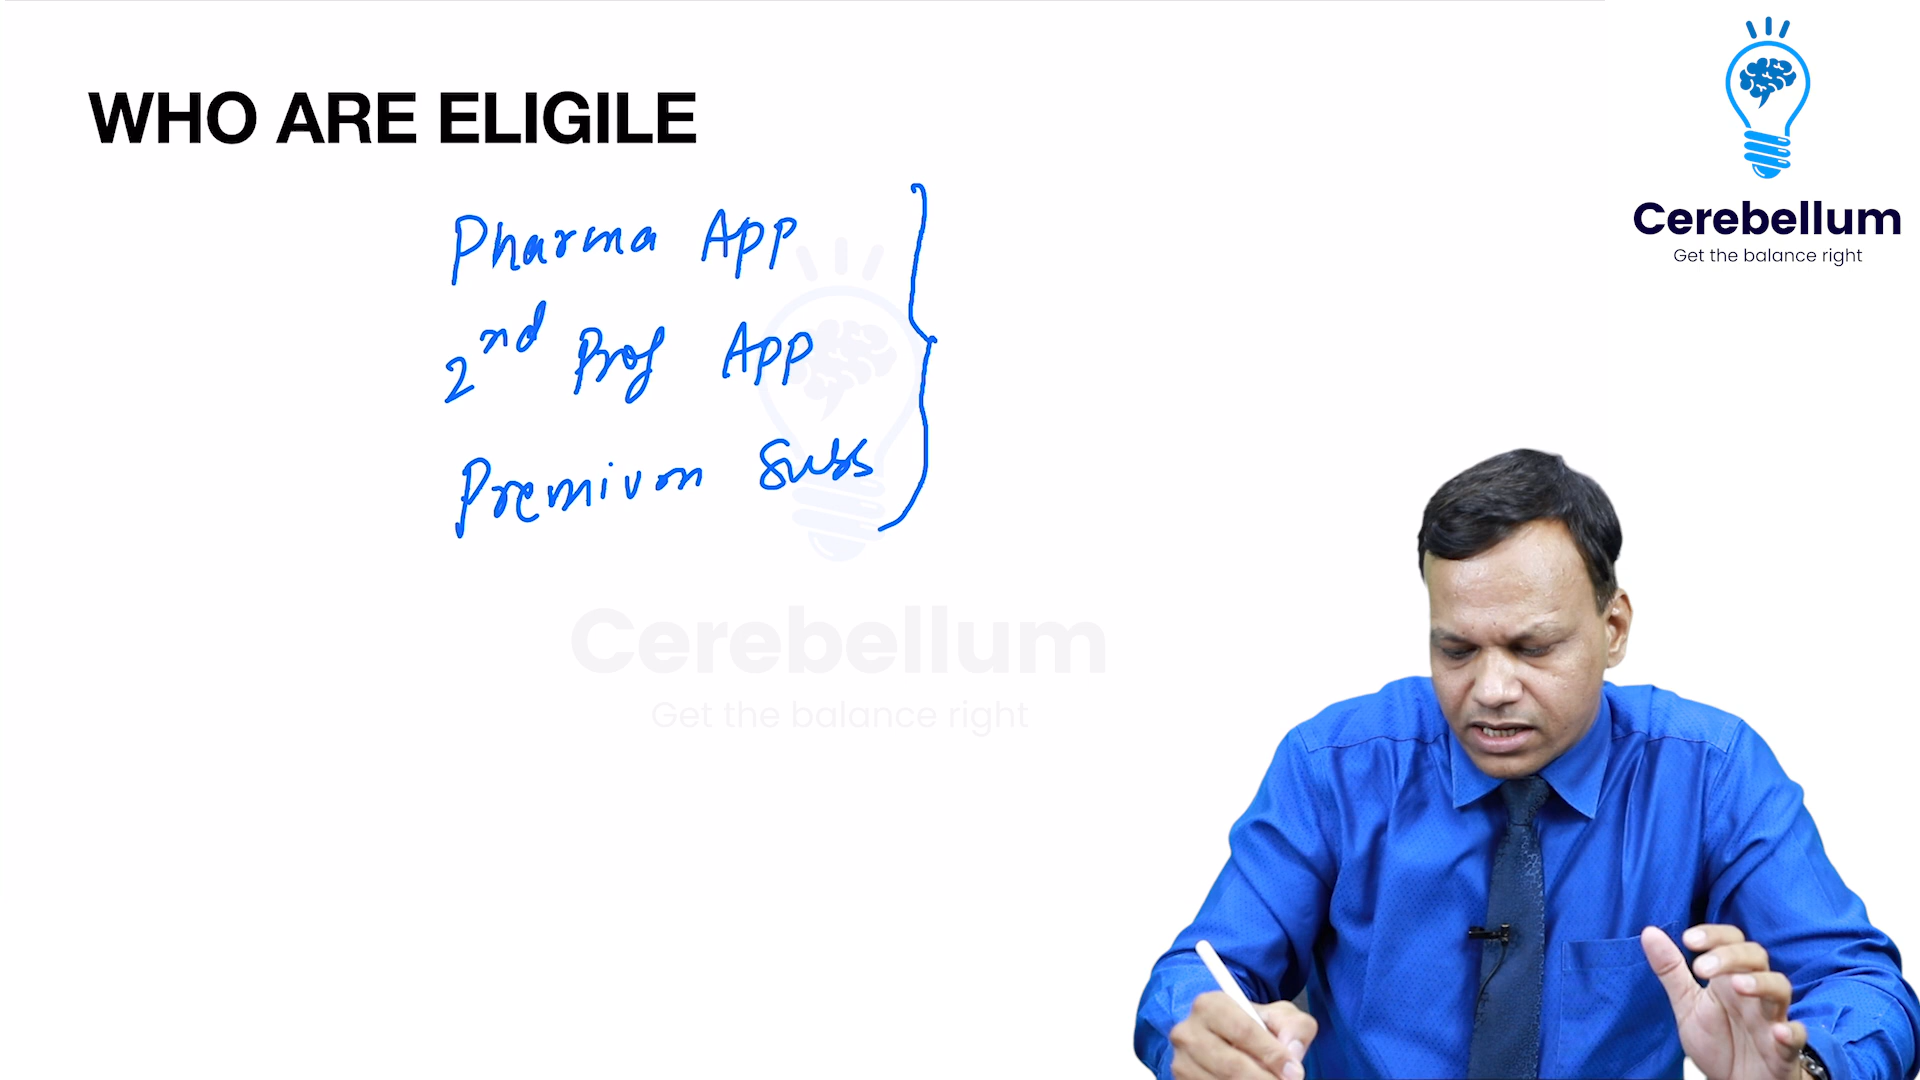 WHO ARE ELIGILE
Pharma App
2nd Prof App
Premium Subs
Cerebellum
Get the balance right
Cerebellum
Get the balance right